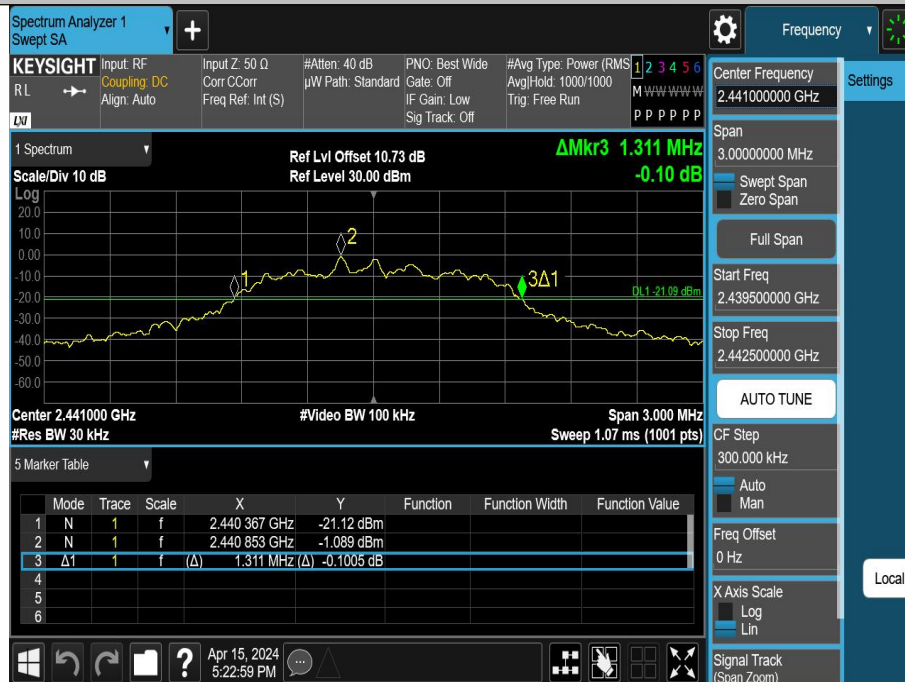 Spectrum Analyzer 1
Swept SA
+
Frequency
KEYSIGHT
RL
LXI
Input: RF
Coupling: DC
Align: Auto
Input Z: 50 Ω
Corr CCorr
Freq Ref: Int (S)
#Atten: 40 dB
µW Path: Standard
PNO: Best Wide
Gate: Off
IF Gain: Low
Sig Track: Off
#Avg Type: Power (RMS
Avg|Hold: 1000/1000
Trig: Free Run
1 2 3 4 5 6
M W W W W W
P P P P P P
1 Spectrum
Scale/Div 10 dB
Ref Lvl Offset 10.73 dB
Ref Level 30.00 dBm
ΔMkr3 1.311 MHz
-0.10 dB
Log
20.0
10.0
0.00
-10.0
-20.0
-30.0
-40.0
-50.0
-60.0
1
2
3Δ1
DL1 -21.09 dBm
Center 2.441000 GHz
#Res BW 30 kHz
#Video BW 100 kHz
Span 3.000 MHz
Sweep 1.07 ms (1001 pts)
5 Marker Table
Mode Trace Scale X Y Function Function Width Function Value
1 N 1 f 2.440 367 GHz -21.12 dBm
2 N 1 f 2.440 853 GHz -1.089 dBm
3 Δ1 1 f (Δ) 1.311 MHz (Δ) -0.1005 dB
4
5
6
?
Apr 15, 2024
5:22:59 PM
Center Frequency
2.441000000 GHz
Span
3.00000000 MHz
Swept Span
Zero Span
Full Span
Start Freq
2.439500000 GHz
Stop Freq
2.442500000 GHz
AUTO TUNE
CF Step
300.000 kHz
Auto
Man
Freq Offset
0 Hz
X Axis Scale
Log
Lin
Signal Track
(Span Zoom)
Settings
Local